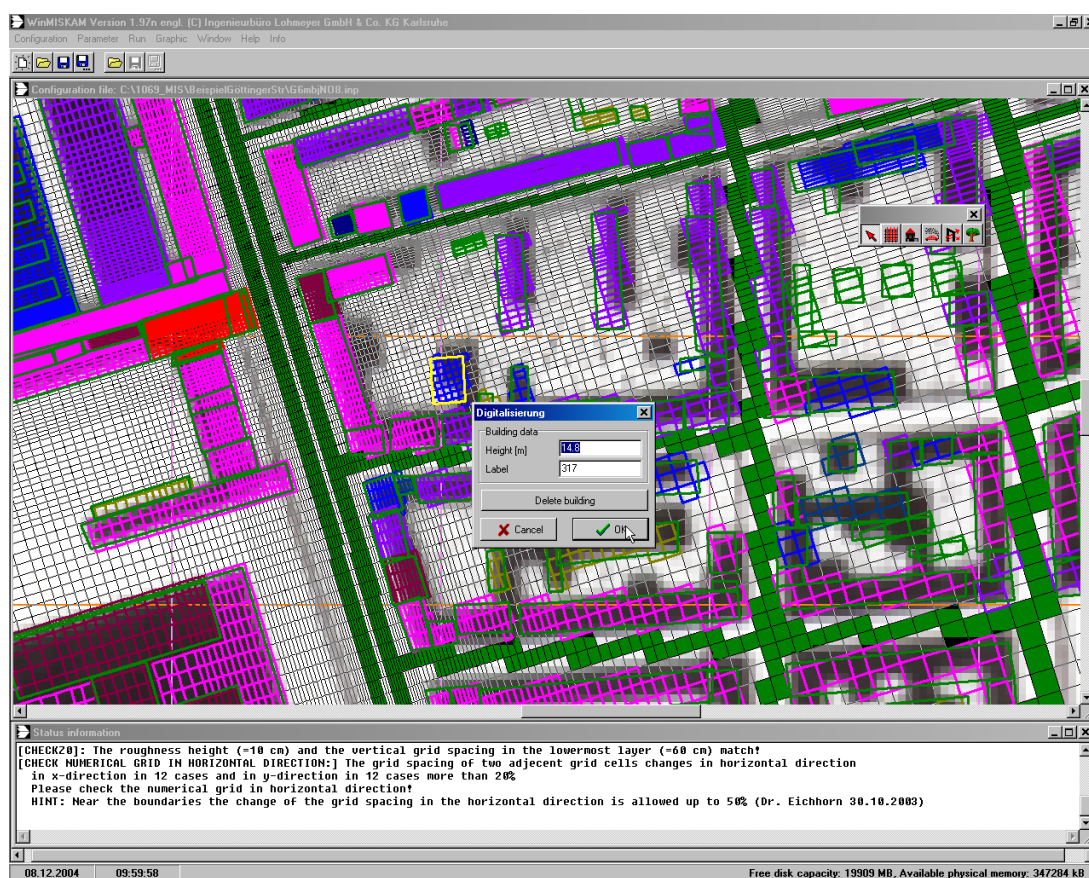 WinMISKAM Version 1.97n engl. (C) Ingenieurbüro Lohmeyer GmbH & Co. KG Karlsruhe
Configuration Parameter Run Graphic Window Help Info
Configuration file: C:\1069_MIS\BeispielGöttingerStr\G6mbjNO8.inp
Digitalisierung
Building data
Height [m] 14.8
Label 317
Delete building
Cancel OK
Status information
[CHECKZ0]: The roughness height (=10 cm) and the vertical grid spacing in the lowermost layer (=60 cm) match!
[CHECK NUMERICAL GRID IN HORIZONTAL DIRECTION:] The grid spacing of two adjecent grid cells changes in horizontal direction
in x-direction in 12 cases and in y-direction in 12 cases more than 20%
Please check the numerical grid in horizontal direction!
HINT: Near the boundaries the change of the grid spacing in the horizontal direction is allowed up to 50% (Dr. Eichhorn 30.10.2003)
08.12.2004 09:59:58 Free disk capacity: 19909 MB, Available physical memory: 347284 kB